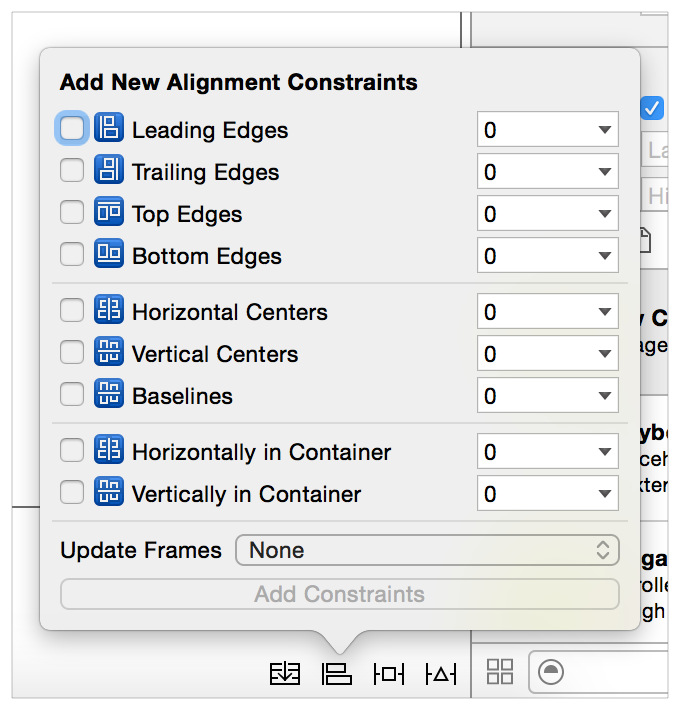 Add New Alignment Constraints
Leading Edges 0
Trailing Edges 0
Top Edges 0
Bottom Edges 0
Horizontal Centers 0
Vertical Centers 0
Baselines 0
Horizontally in Container 0
Vertically in Container 0
Update Frames None
Add Constraints